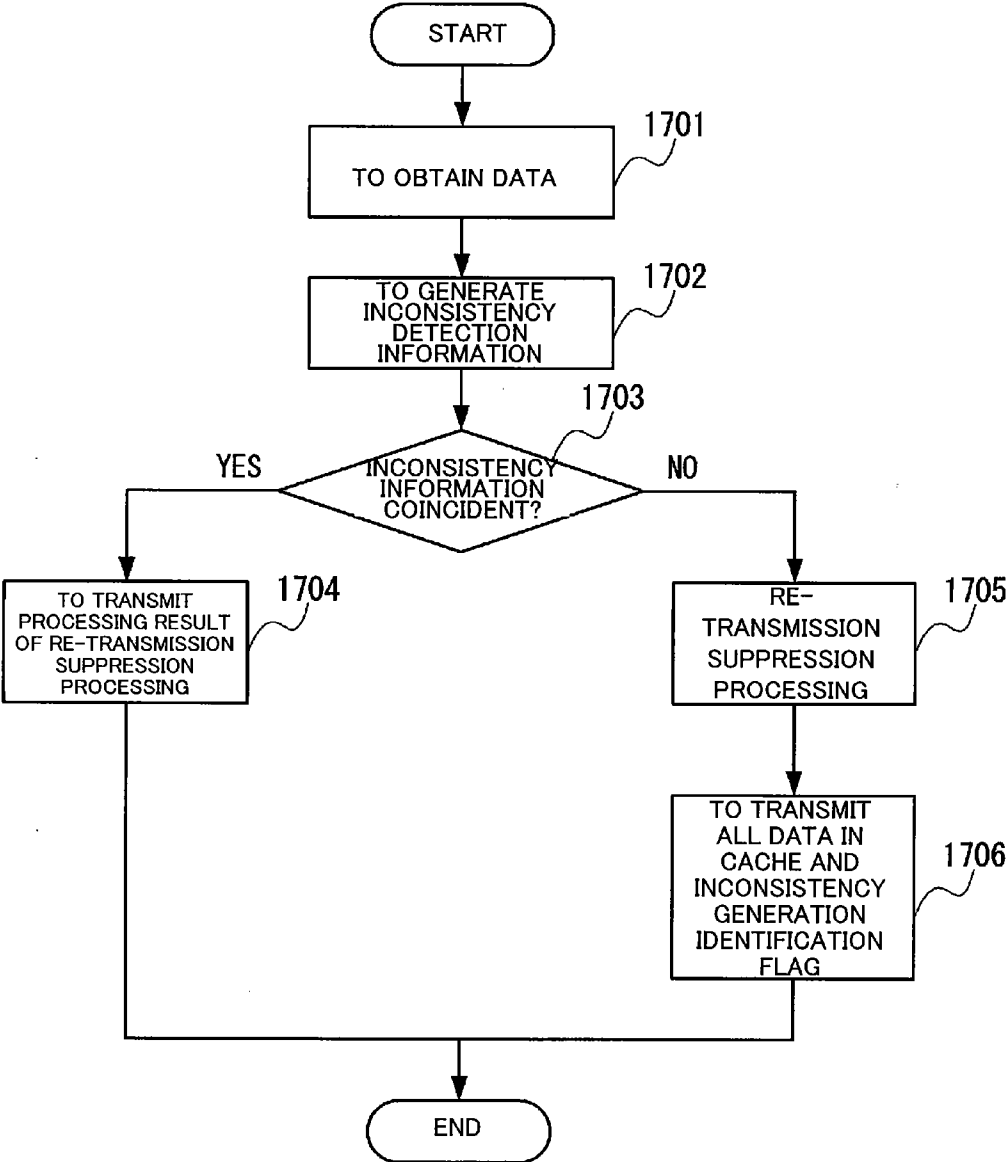 START
1701
TO OBTAIN DATA
1702
TO GENERATE
INCONSISTENCY
DETECTION
INFORMATION
1703
YES
INCONSISTENCY
INFORMATION
COINCIDENT?
NO
1704
TO TRANSMIT
PROCESSING RESULT
OF RE-TRANSMISSION
SUPPRESSION
PROCESSING
1705
RE-
TRANSMISSION
SUPPRESSION
PROCESSING
1706
TO TRANSMIT
ALL DATA IN
CACHE AND
INCONSISTENCY
GENERATION
IDENTIFICATION
FLAG
END